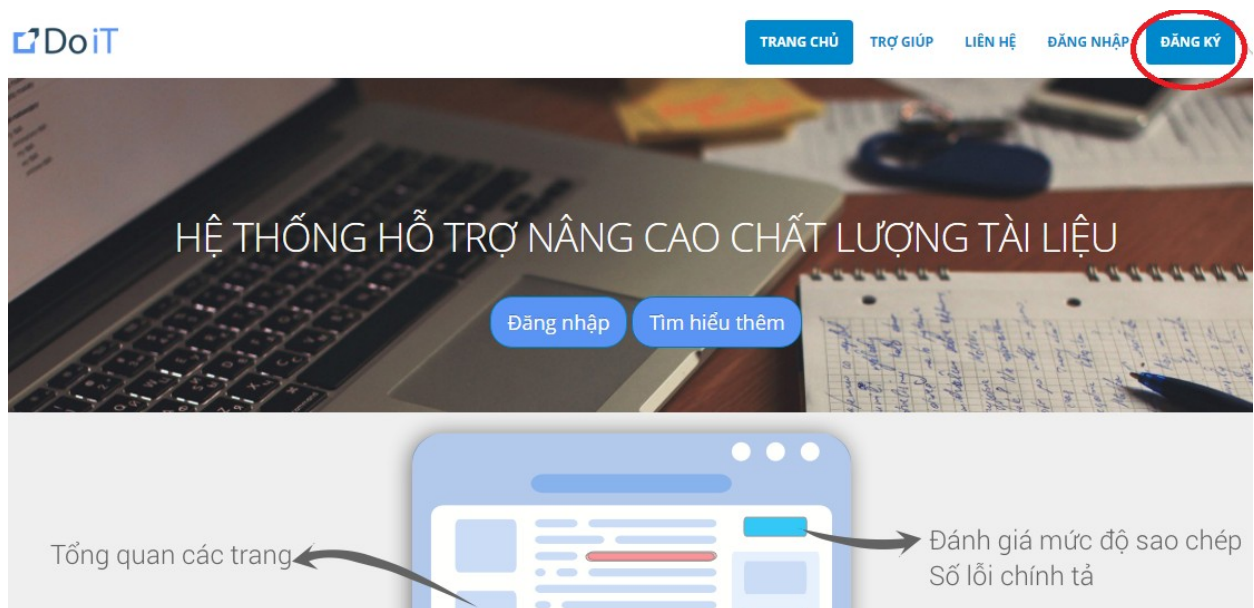 DoiT
TRANG CHỦ TRỢ GIÚP LIÊN HỆ ĐĂNG NHẬP ĐĂNG KÝ
HỆ THỐNG HỖ TRỢ NÂNG CAO CHẤT LƯỢNG TÀI LIỆU
Đăng nhập Tìm hiểu thêm
Tổng quan các trang
Đánh giá mức độ sao chép
Số lỗi chính tả